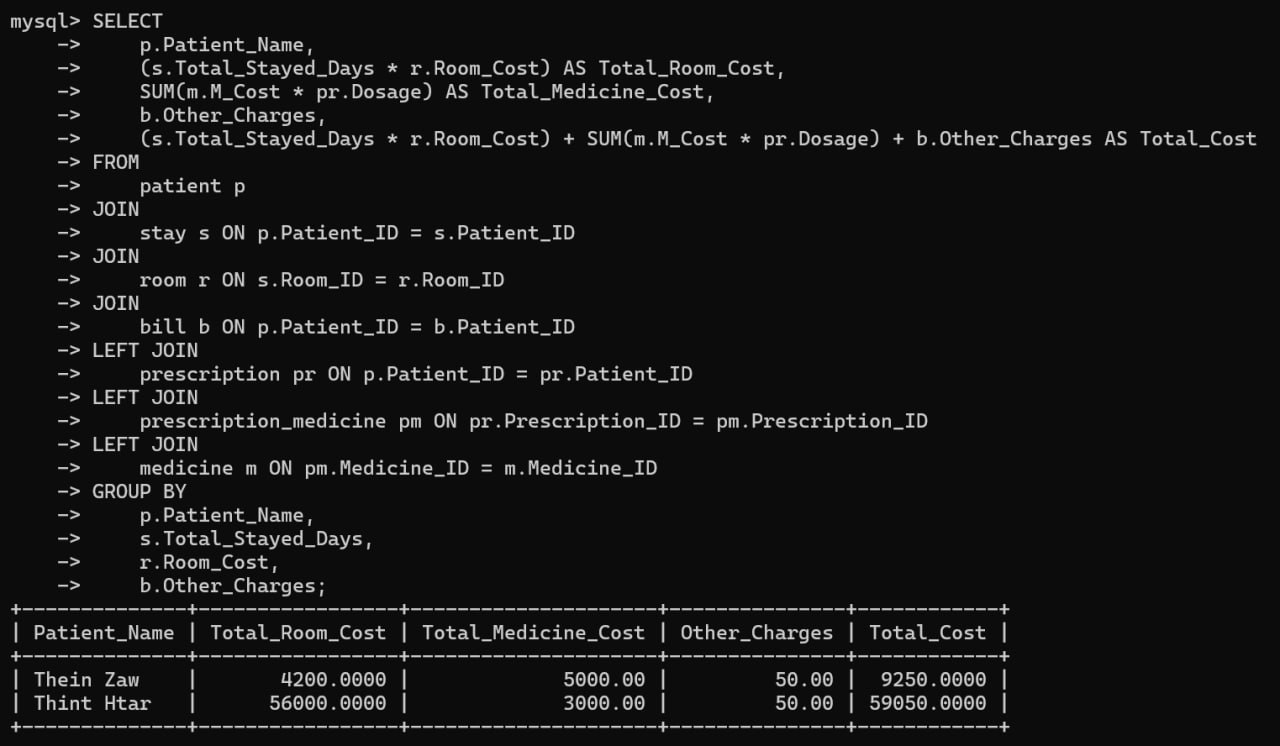 mysql> SELECT
    ->     p.Patient_Name,
    ->     (s.Total_Stayed_Days * r.Room_Cost) AS Total_Room_Cost,
    ->     SUM(m.M_Cost * pr.Dosage) AS Total_Medicine_Cost,
    ->     b.Other_Charges,
    ->     (s.Total_Stayed_Days * r.Room_Cost) + SUM(m.M_Cost * pr.Dosage) + b.Other_Charges AS Total_Cost
    -> FROM
    ->     patient p
    -> JOIN
    ->     stay s ON p.Patient_ID = s.Patient_ID
    -> JOIN
    ->     room r ON s.Room_ID = r.Room_ID
    -> JOIN
    ->     bill b ON p.Patient_ID = b.Patient_ID
    -> LEFT JOIN
    ->     prescription pr ON p.Patient_ID = pr.Patient_ID
    -> LEFT JOIN
    ->     prescription_medicine pm ON pr.Prescription_ID = pm.Prescription_ID
    -> LEFT JOIN
    ->     medicine m ON pm.Medicine_ID = m.Medicine_ID
    -> GROUP BY
    ->     p.Patient_Name,
    ->     s.Total_Stayed_Days,
    ->     r.Room_Cost,
    ->     b.Other_Charges;
+--------------+-----------------+---------------------+---------------+------------+
| Patient_Name | Total_Room_Cost | Total_Medicine_Cost | Other_Charges | Total_Cost |
+--------------+-----------------+---------------------+---------------+------------+
| Thein Zaw    |       4200.0000 |             5000.00 |         50.00 |  9250.0000 |
| Thint Htar   |      56000.0000 |             3000.00 |         50.00 | 59050.0000 |
+--------------+-----------------+---------------------+---------------+------------+